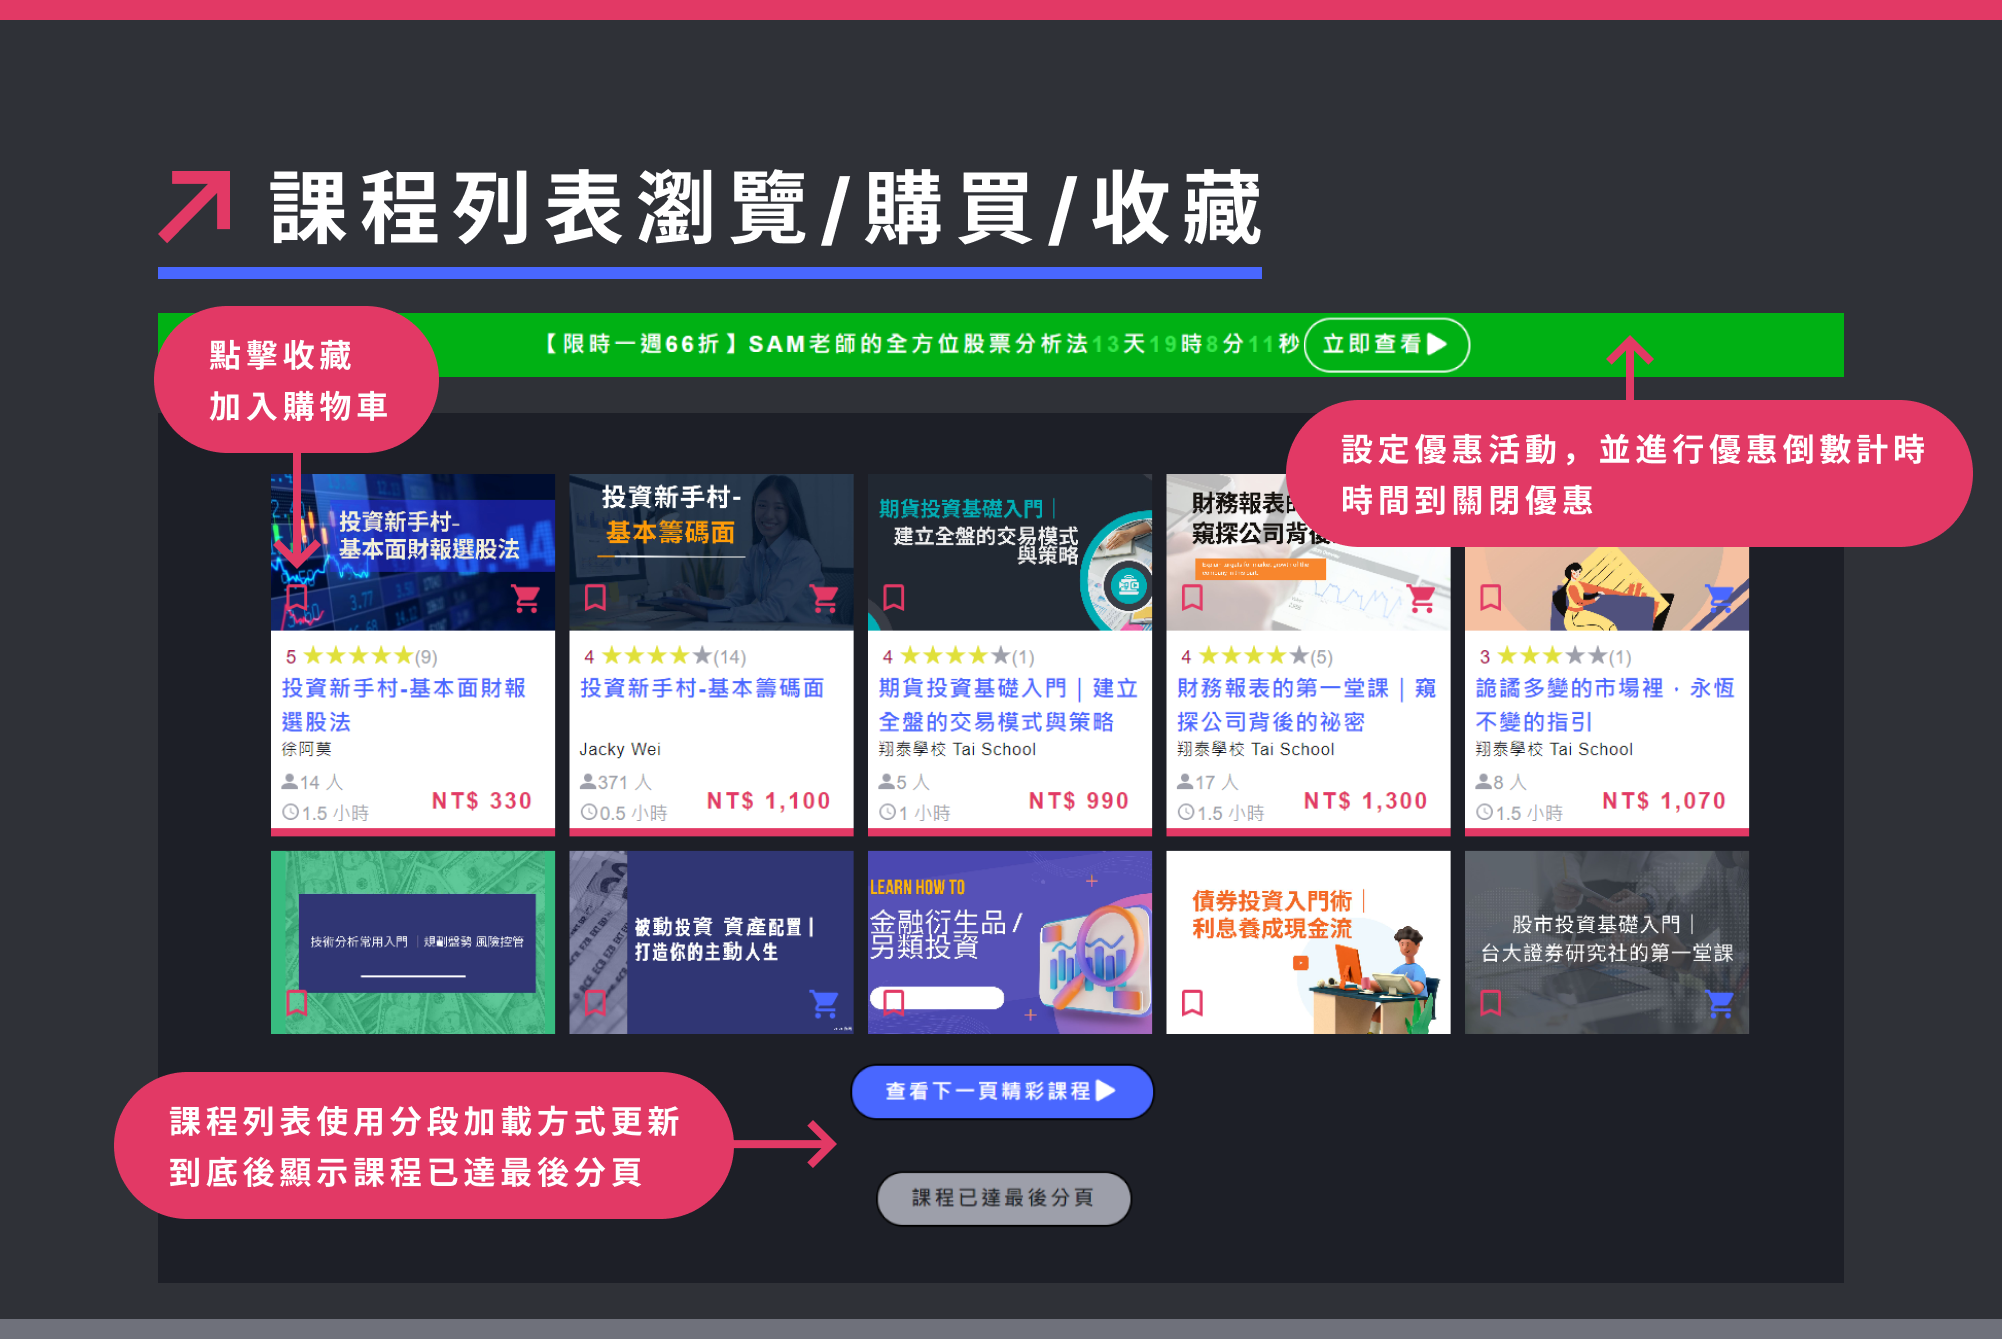 課程列表瀏覽/購買/收藏
【限時一週66折】SAM老師的全方位股票分析法13天19時8分11秒
立即查看▶
點擊收藏
加入購物車
設定優惠活動，並進行優惠倒數計時
時間到關閉優惠
投資新手村-
基本面財報選股法
投資新手村-
基本籌碼面
期貨投資基礎入門｜
建立全盤的交易模式
與策略
財務報表
窺探公司背後
5 ★★★★★(9)
投資新手村-基本面財報
選股法
徐阿莫
14 人
1.5 小時
NT$ 330
4 ★★★★★(14)
投資新手村-基本籌碼面
Jacky Wei
371 人
0.5 小時
NT$ 1,100
4 ★★★★★(1)
期貨投資基礎入門｜建立
全盤的交易模式與策略
翔泰學校 Tai School
5 人
1 小時
NT$ 990
4 ★★★★★(5)
財務報表的第一堂課｜窺
探公司背後的祕密
翔泰學校 Tai School
17 人
1.5 小時
NT$ 1,300
3 ★★★★★(1)
詭譎多變的市場裡．永恆
不變的指引
翔泰學校 Tai School
8 人
1.5 小時
NT$ 1,070
技術分析常用入門｜規劃盤勢 風險控管
被動投資 資產配置|
打造你的主動人生
LEARN HOW TO
金融衍生品/
另類投資
債券投資入門術｜
利息養成現金流
股市投資基礎入門｜
台大證券研究社的第一堂課
查看下一頁精彩課程▶
課程列表使用分段加載方式更新
到底後顯示課程已達最後分頁
課程已達最後分頁